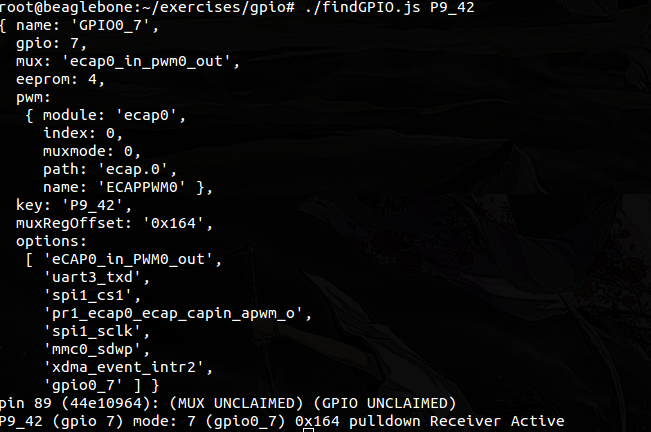 root@beaglebone:~/exercises/gpio# ./findGPIO.js P9_42
{ name: 'GPIO0_7',
  gpio: 7,
  mux: 'ecap0_in_pwm0_out',
  eeprom: 4,
  pwm:
   { module: 'ecap0',
     index: 0,
     muxmode: 0,
     path: 'ecap.0',
     name: 'ECAPPWM0' },
  key: 'P9_42',
  muxRegOffset: '0x164',
  options:
   [ 'eCAP0_in_PWM0_out',
     'uart3_txd',
     'spi1_cs1',
     'pr1_ecap0_ecap_capin_apwm_o',
     'spi1_sclk',
     'mmc0_sdwp',
     'xdma_event_intr2',
     'gpio0_7' ] }
pin 89 (44e10964): (MUX UNCLAIMED) (GPIO UNCLAIMED)
P9_42 (gpio 7) mode: 7 (gpio0_7) 0x164 pulldown Receiver Active